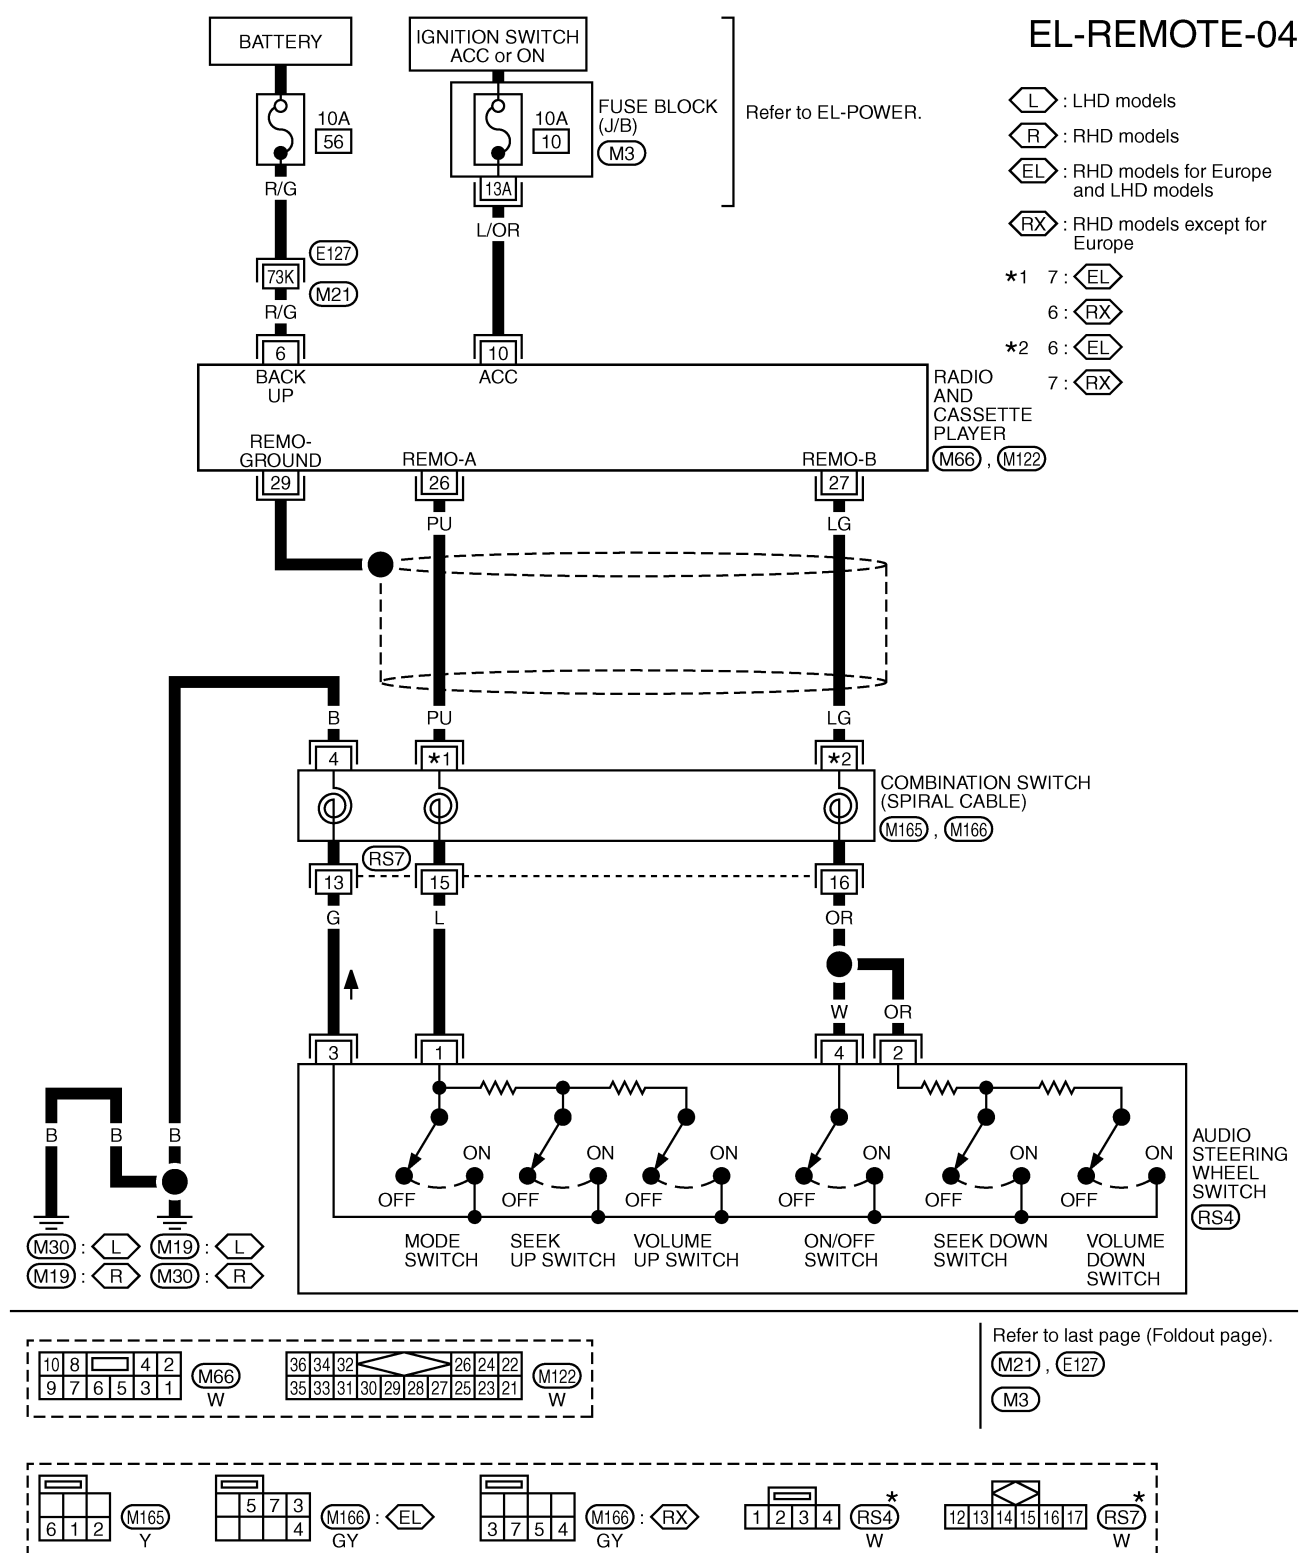 EL-REMOTE-04
BATTERY
IGNITION SWITCH
ACC or ON
10A
56
10A
10
FUSE BLOCK
(J/B)
M3
Refer to EL-POWER.
L : LHD models
R : RHD models
EL : RHD models for Europe
and LHD models
RX : RHD models except for
Europe
*1 7 : EL
6 : RX
*2 6 : EL
7 : RX
R/G
13A
L/OR
E127
73K
M21
R/G
6
10
BACK
UP
ACC
RADIO
AND
CASSETTE
PLAYER
M66 , M122
REMO-
GROUND
REMO-A
REMO-B
29
26
27
PU
LG
B
PU
LG
4
*1
*2
COMBINATION SWITCH
(SPIRAL CABLE)
M165 , M166
RS7
13
15
16
G
L
OR
W
OR
3
1
4
2
ON
ON
ON
ON
ON
ON
OFF
OFF
OFF
OFF
OFF
OFF
AUDIO
STEERING
WHEEL
SWITCH
RS4
MODE
SWITCH
SEEK
UP SWITCH
VOLUME
UP SWITCH
ON/OFF
SWITCH
SEEK DOWN
SWITCH
VOLUME
DOWN
SWITCH
B
B
B
M30 : L
M19 : L
M19 : R
M30 : R
10 8 4 2
9 7 6 5 3 1
M66
W
36 34 32 26 24 22
35 33 31 30 29 28 27 25 23 21
M122
W
Refer to last page (Foldout page).
M21 , E127
M3
6 1 2
M165
Y
5 7 3
4
M166 : EL
GY
3 7 5 4
M166 : RX
GY
1 2 3 4
*
RS4
W
12 13 14 15 16 17
*
RS7
W